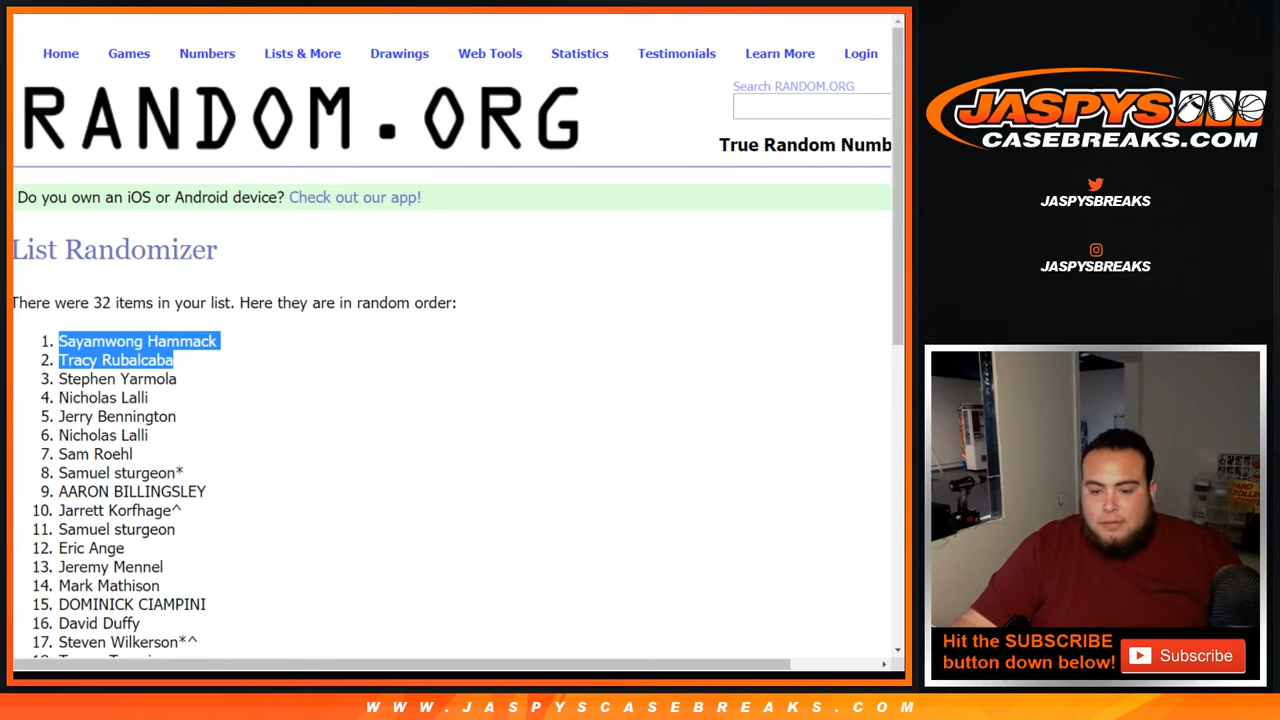 Home Games Numbers Lists & More Drawings Web Tools Statistics Testimonials Learn More Login
RANDOM.ORG
Search RANDOM.ORG
True Random Numb
Do you own an iOS or Android device? Check out our app!
List Randomizer
There were 32 items in your list. Here they are in random order:
1. Sayamwong Hammack
2. Tracy Rubalcaba
3. Stephen Yarmola
4. Nicholas Lalli
5. Jerry Bennington
6. Nicholas Lalli
7. Sam Roehl
8. Samuel sturgeon*
9. AARON BILLINGSLEY
10. Jarrett Korfhage^
11. Samuel sturgeon
12. Eric Ange
13. Jeremy Mennel
14. Mark Mathison
15. DOMINICK CIAMPINI
16. David Duffy
17. Steven Wilkerson*^
JASPYS
CASEBREAKS.COM
JASPYSBREAKS
JASPYSBREAKS
Hit the SUBSCRIBE
button down below!
Subscribe
WWW.JASPYSCASEBREAKS.COM